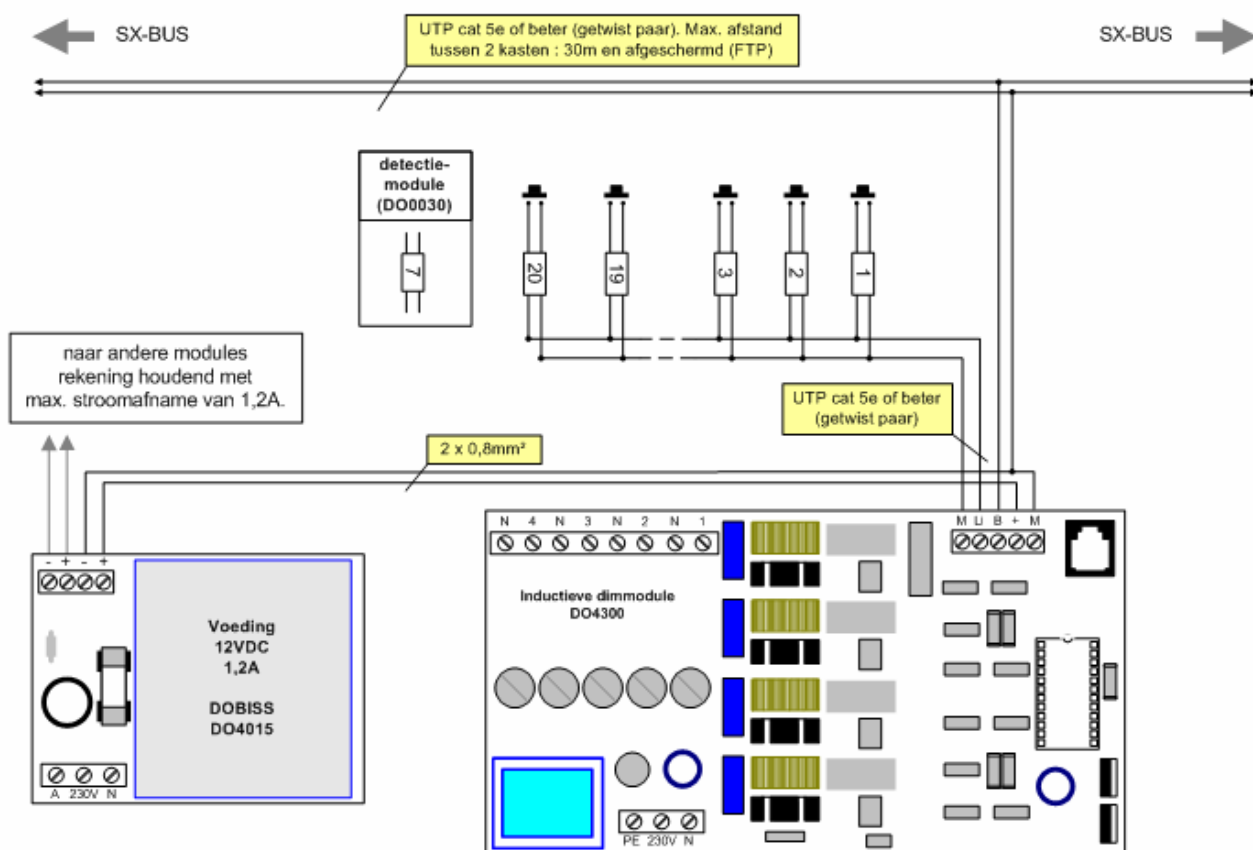 SX-BUS
UTP cat 5e of beter (getwist paar). Max. afstand
tussen 2 kasten : 30m en afgeschermd (FTP)
SX-BUS
detectie-
module
(DO0030)
7
20
19
3
2
1
naar andere modules
rekening houdend met
max. stroomafname van 1,2A.
UTP cat 5e of beter
(getwist paar)
2 x 0,8mm²
- + - +
Voeding
12VDC
1,2A
DOBISS
DO4015
A 230V N
N 4 N 3 N 2 N 1
M LI B + M
Inductieve dimmodule
DO4300
PE 230V N